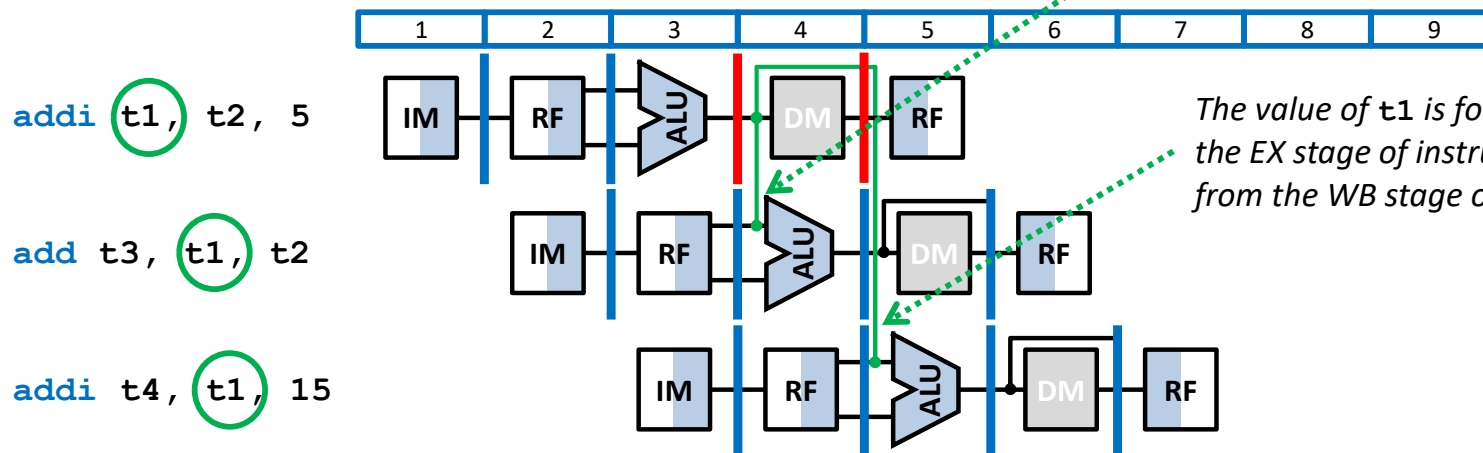 1 2 3 4 5 6 7 8 9
addi t1, t2, 5
IM RF ALU DM RF
The value of t1 is fo
the EX stage of instru
from the WB stage o
add t3, t1, t2
IM RF ALU DM RF
addi t4, t1, 15
IM RF ALU DM RF